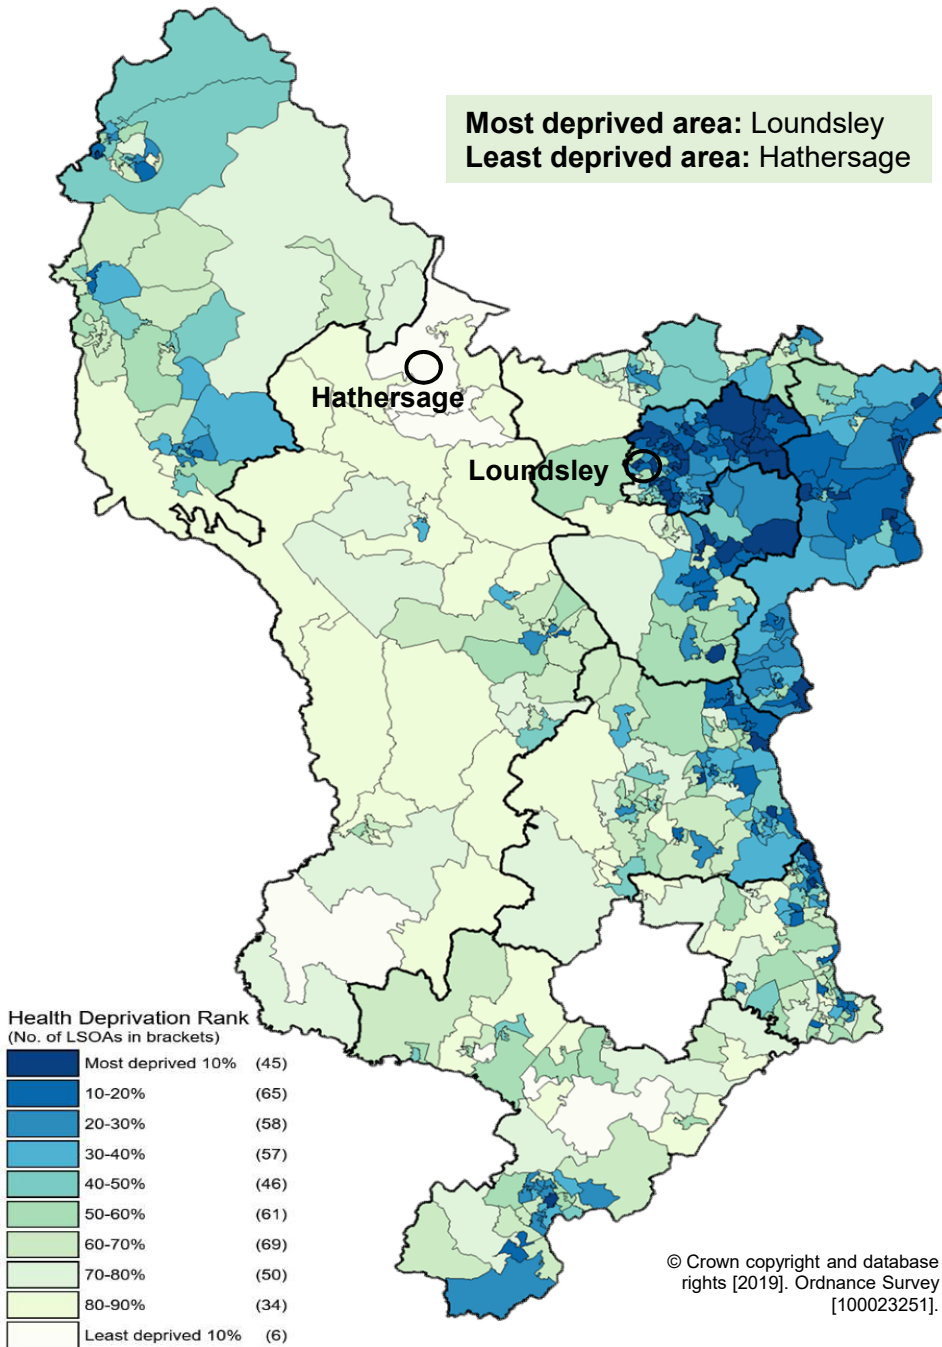 Most deprived area: Loundsley
Least deprived area: Hathersage
Hathersage
Loundsley
Health Deprivation Rank
(No. of LSOAs in brackets)
Most deprived 10% (45)
10-20% (65)
20-30% (58)
30-40% (57)
40-50% (46)
50-60% (61)
60-70% (69)
70-80% (50)
80-90% (34)
Least deprived 10% (6)
© Crown copyright and database
rights [2019]. Ordnance Survey
[100023251].